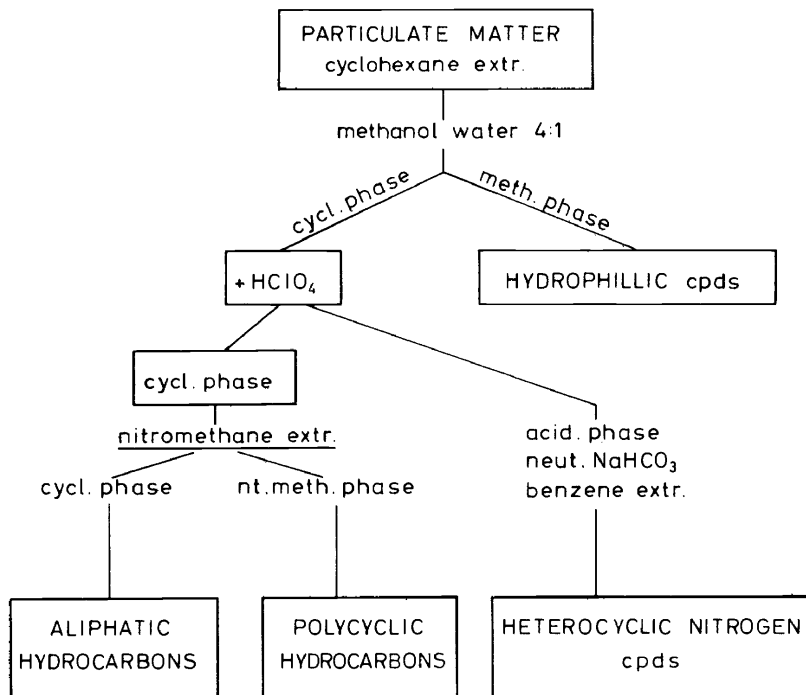 PARTICULATE MATTER
cyclohexane extr.
methanol water 4:1
cycl. phase
meth. phase
+ HClO₄
HYDROPHILLIC cpds
cycl. phase
nitromethane extr.
acid. phase
neut. NaHCO₃
benzene extr.
cycl. phase
nt.meth. phase
ALIPHATIC
HYDROCARBONS
POLYCYCLIC
HYDROCARBONS
HETEROCYCLIC NITROGEN
cpds